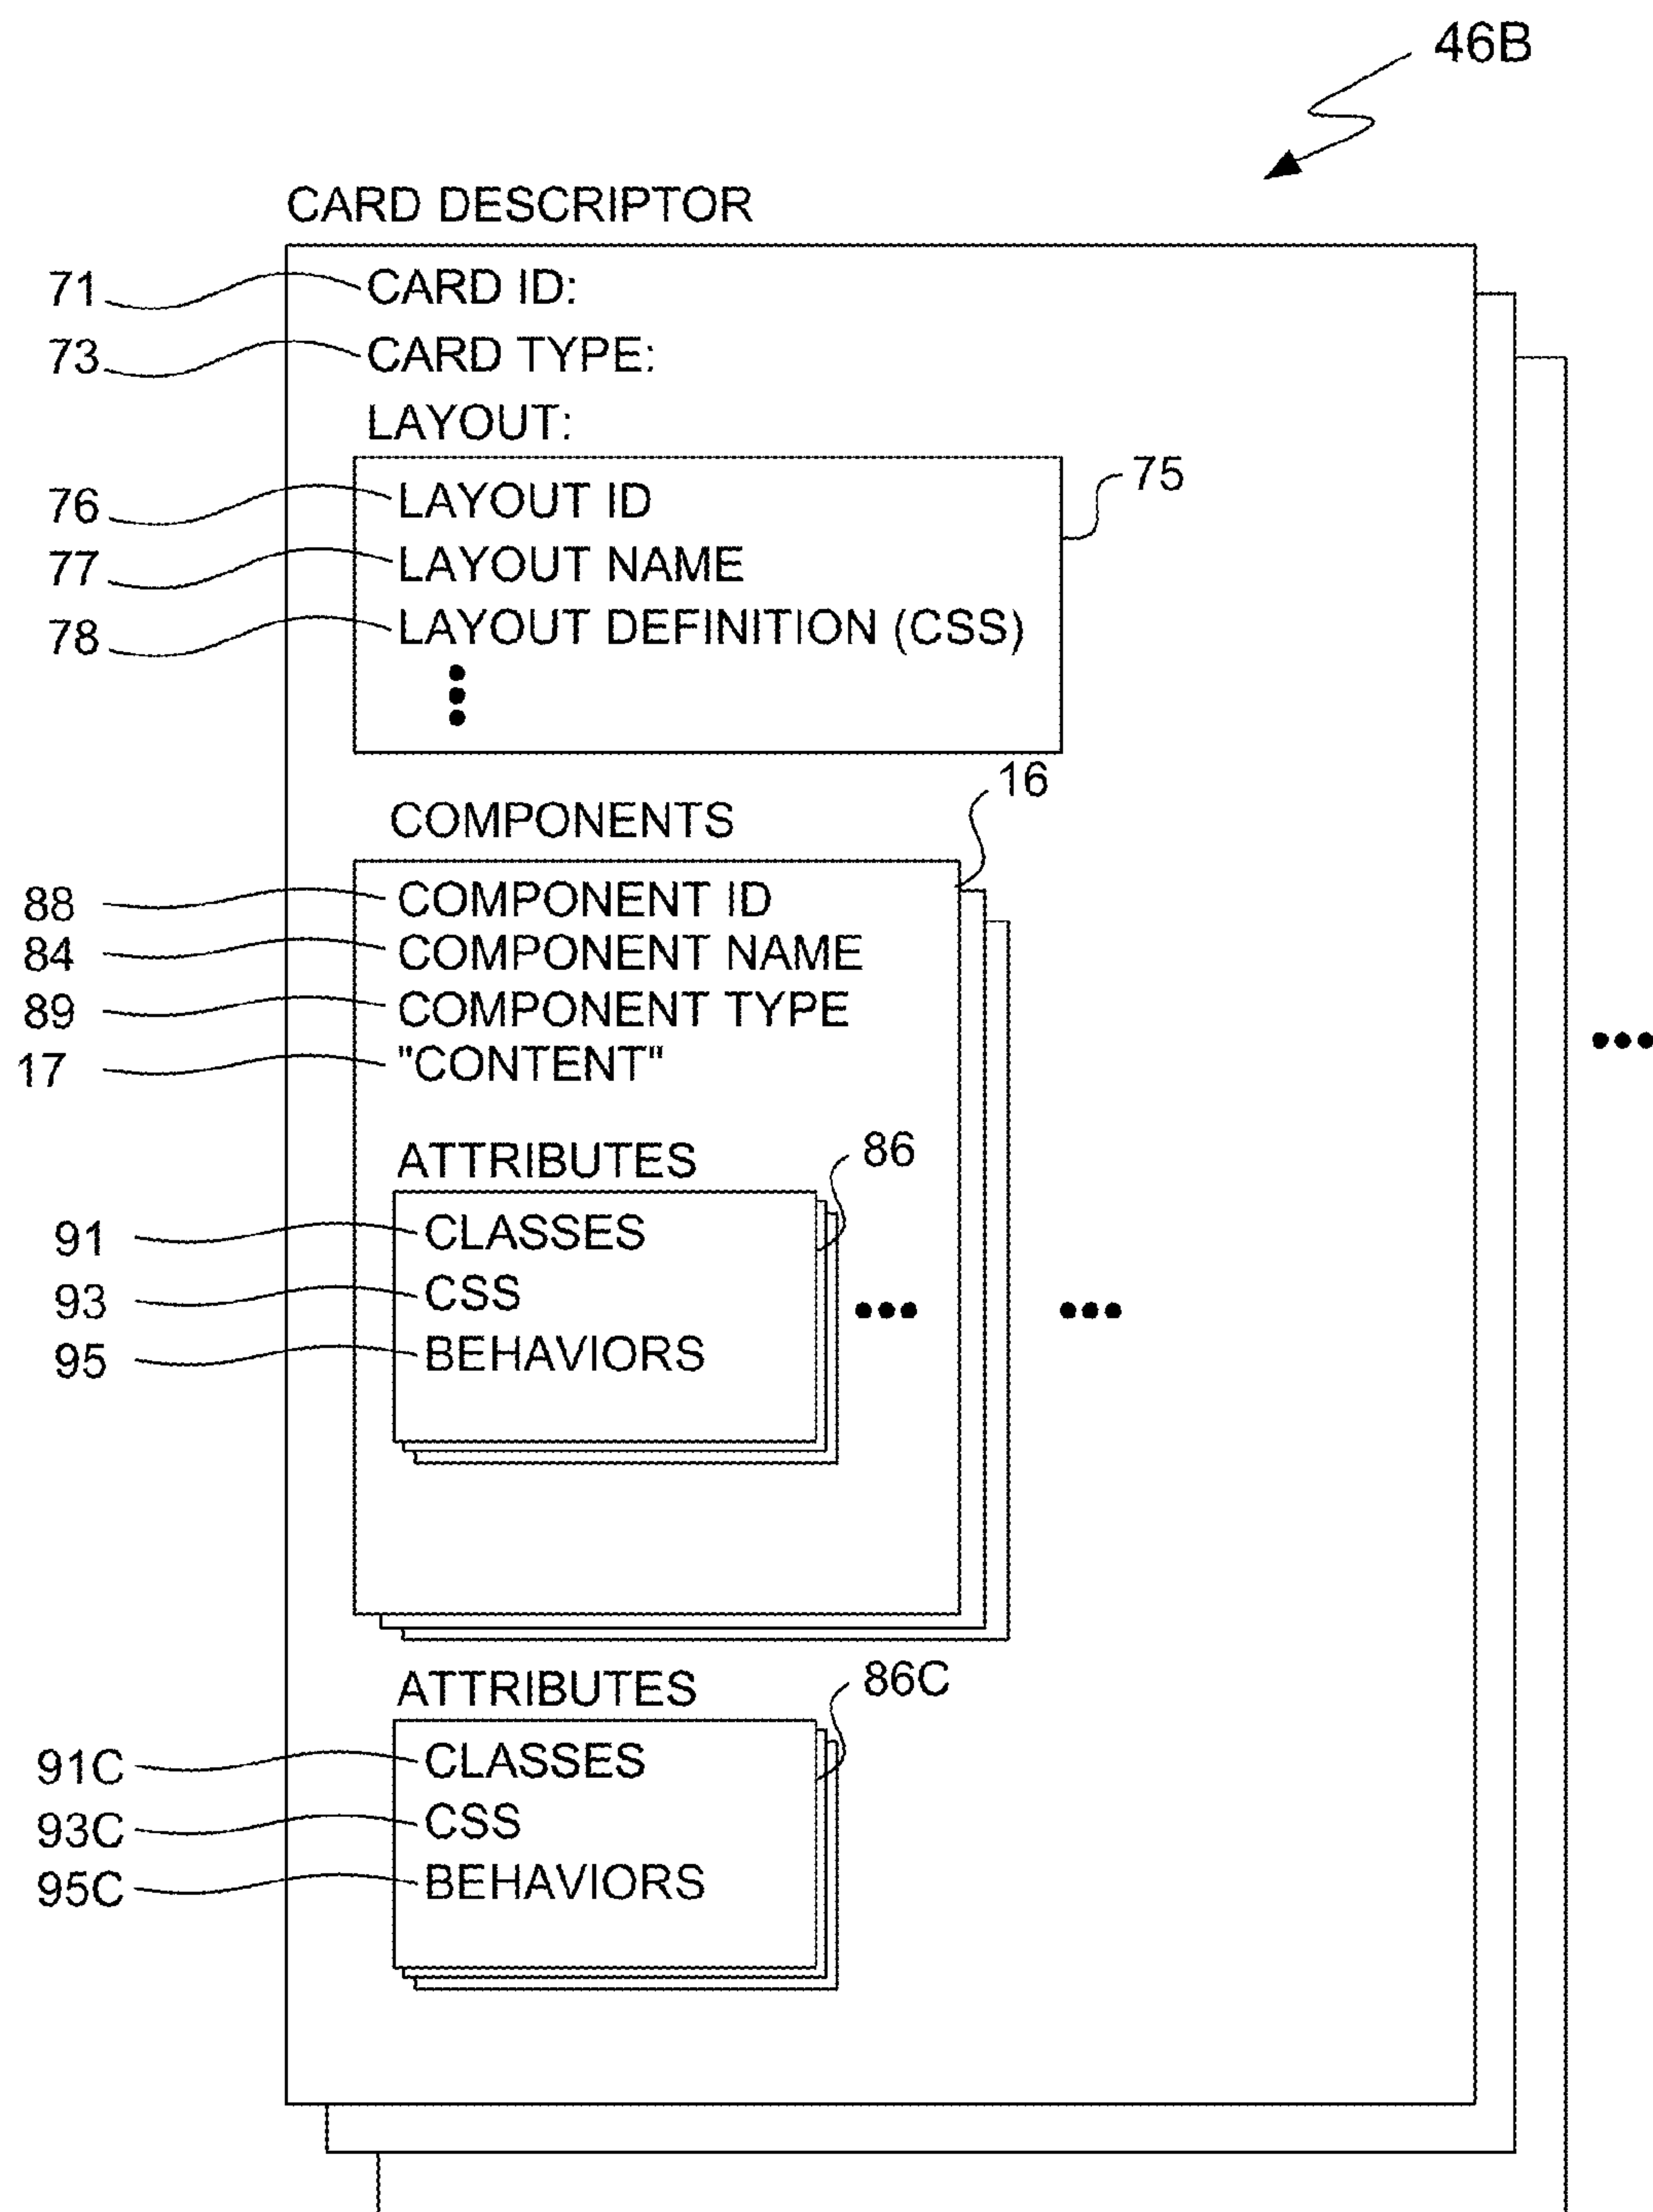 46B
CARD DESCRIPTOR
71 CARD ID:
73 CARD TYPE:
LAYOUT:
75
76 LAYOUT ID
77 LAYOUT NAME
78 LAYOUT DEFINITION (CSS)
16
COMPONENTS
88 COMPONENT ID
84 COMPONENT NAME
89 COMPONENT TYPE
17 "CONTENT"
ATTRIBUTES 86
91 CLASSES
93 CSS
95 BEHAVIORS
ATTRIBUTES 86C
91C CLASSES
93C CSS
95C BEHAVIORS